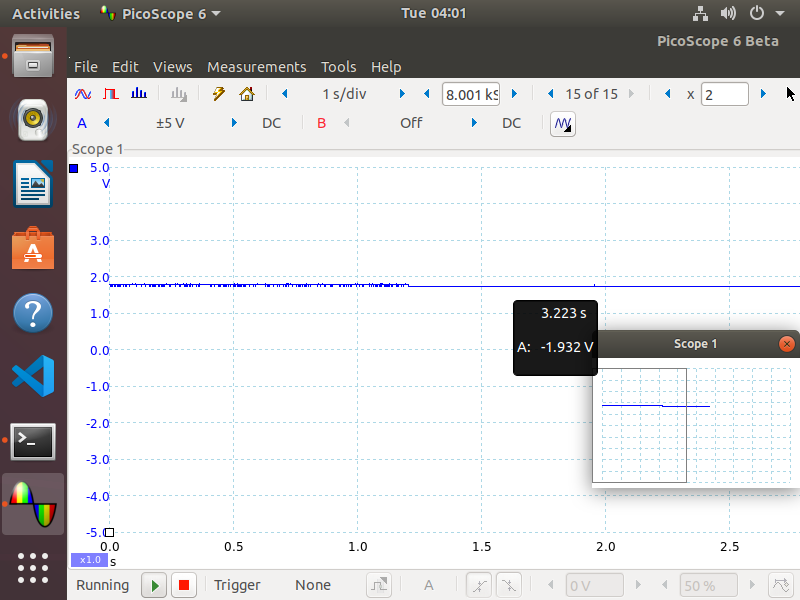 Activities PicoScope 6 Tue 04:01
PicoScope 6 Beta
File Edit Views Measurements Tools Help
1 s/div 8.001 kS 15 of 15 x 2
A ±5 V DC B Off DC
Scope 1
5.0
V
3.0
2.0
1.0
0.0
-1.0
-2.0
-3.0
-4.0
-5.0
3.223 s
A: -1.932 V
Scope 1
0.0 0.5 1.0 1.5 2.0 2.5
x1.0 s
Running Trigger None A 0 V 50 %